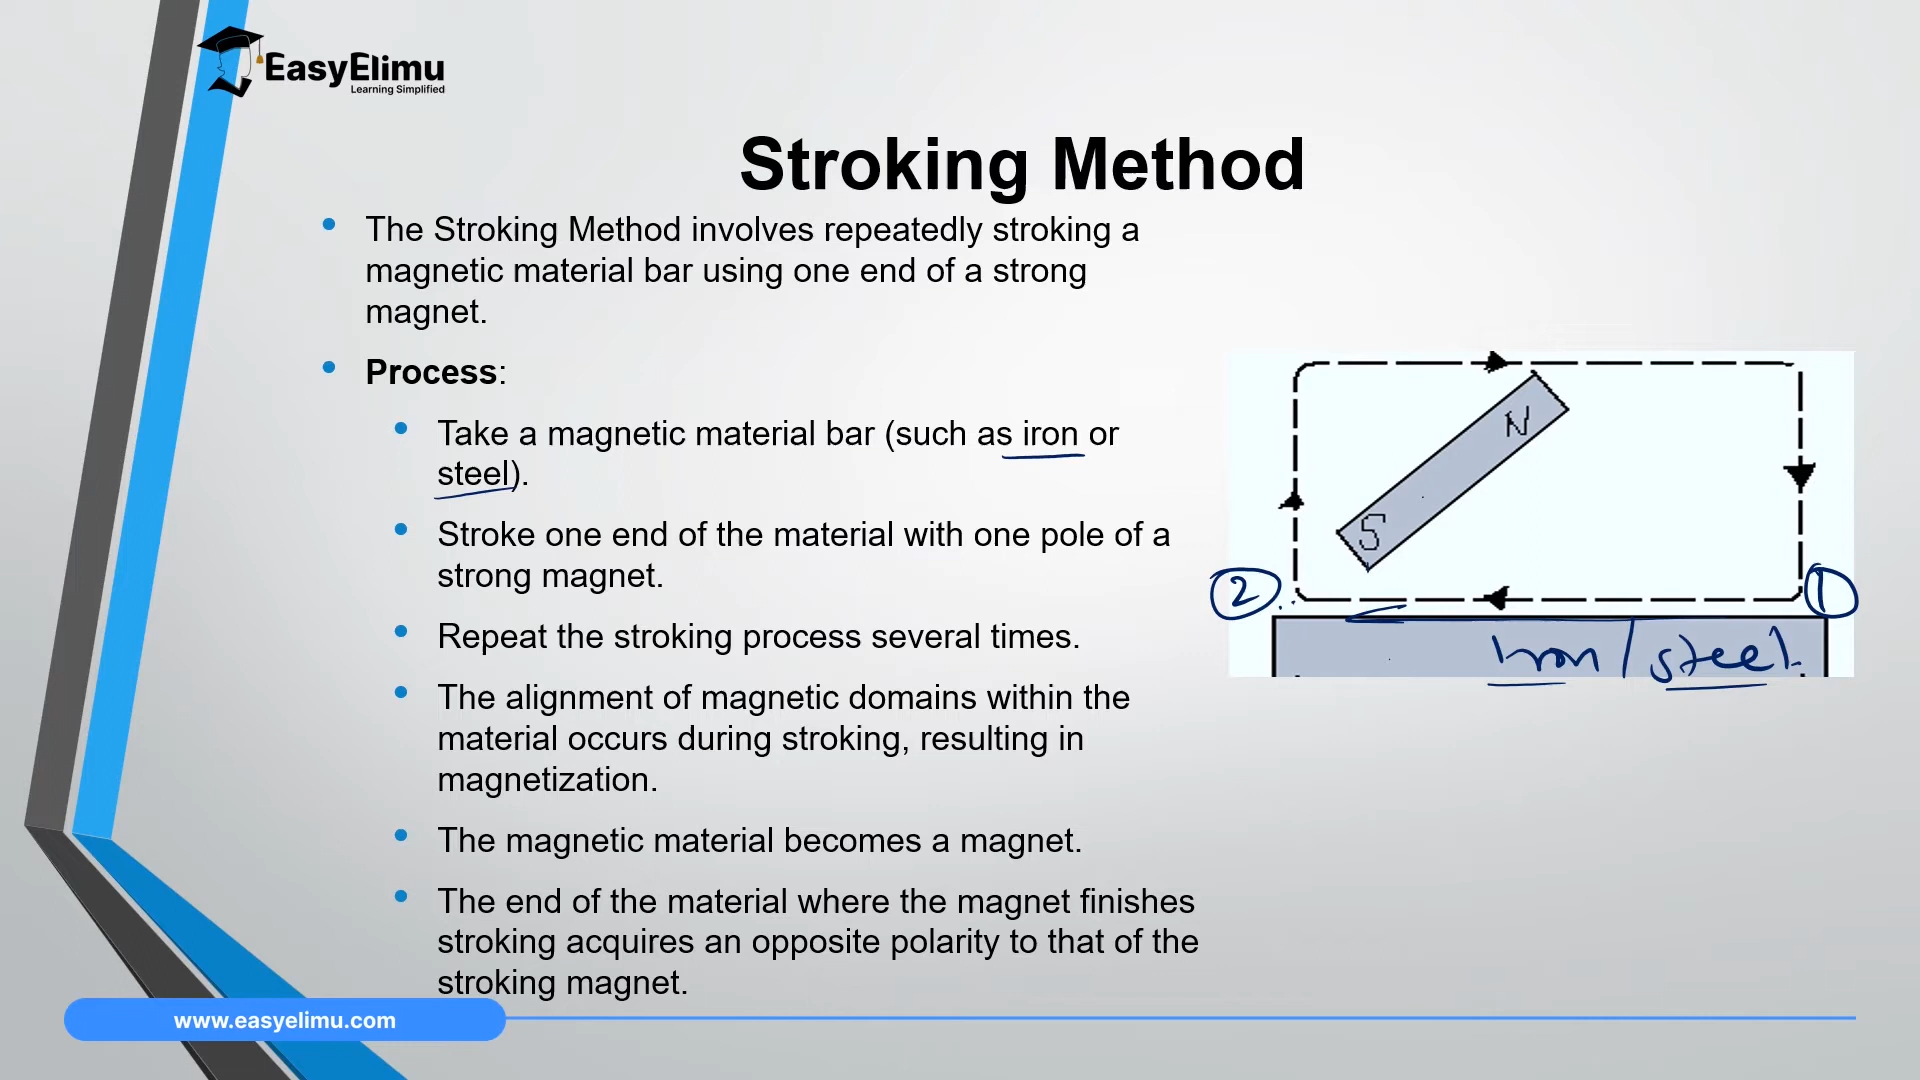 EasyElimu
Learning Simplified
Stroking Method
The Stroking Method involves repeatedly stroking a
magnetic material bar using one end of a strong
magnet.
Process:
Take a magnetic material bar (such as iron or
steel).
Stroke one end of the material with one pole of a
strong magnet.
Repeat the stroking process several times.
The alignment of magnetic domains within the
material occurs during stroking, resulting in
magnetization.
The magnetic material becomes a magnet.
The end of the material where the magnet finishes
stroking acquires an opposite polarity to that of the
stroking magnet.
N
S
2
1
Iron / steel.
www.easyelimu.com